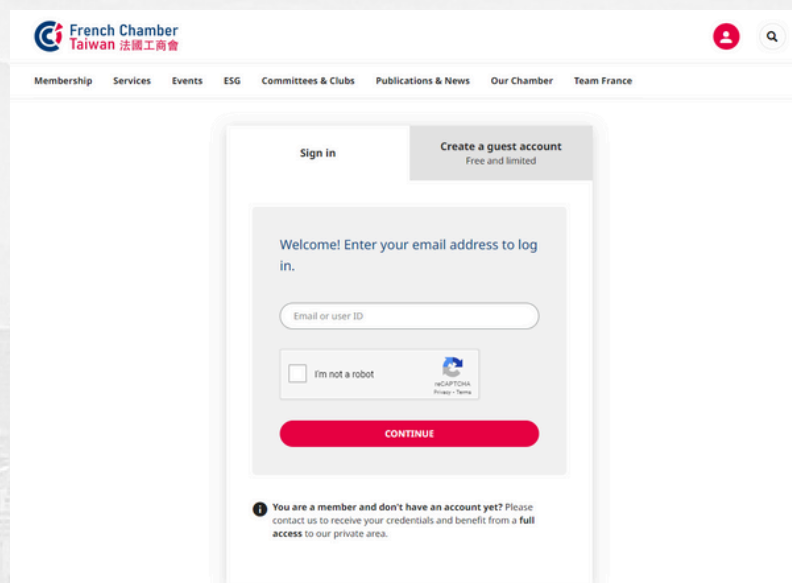 French Chamber
Taiwan 法國工商會
Membership Services Events ESG Committees & Clubs Publications & News Our Chamber Team France
Sign in
Create a guest account
Free and limited
Welcome! Enter your email address to log
in.
Email or user ID
I'm not a robot
reCAPTCHA
Privacy - Terms
CONTINUE
You are a member and don't have an account yet? Please
contact us to receive your credentials and benefit from a full
access to our private area.